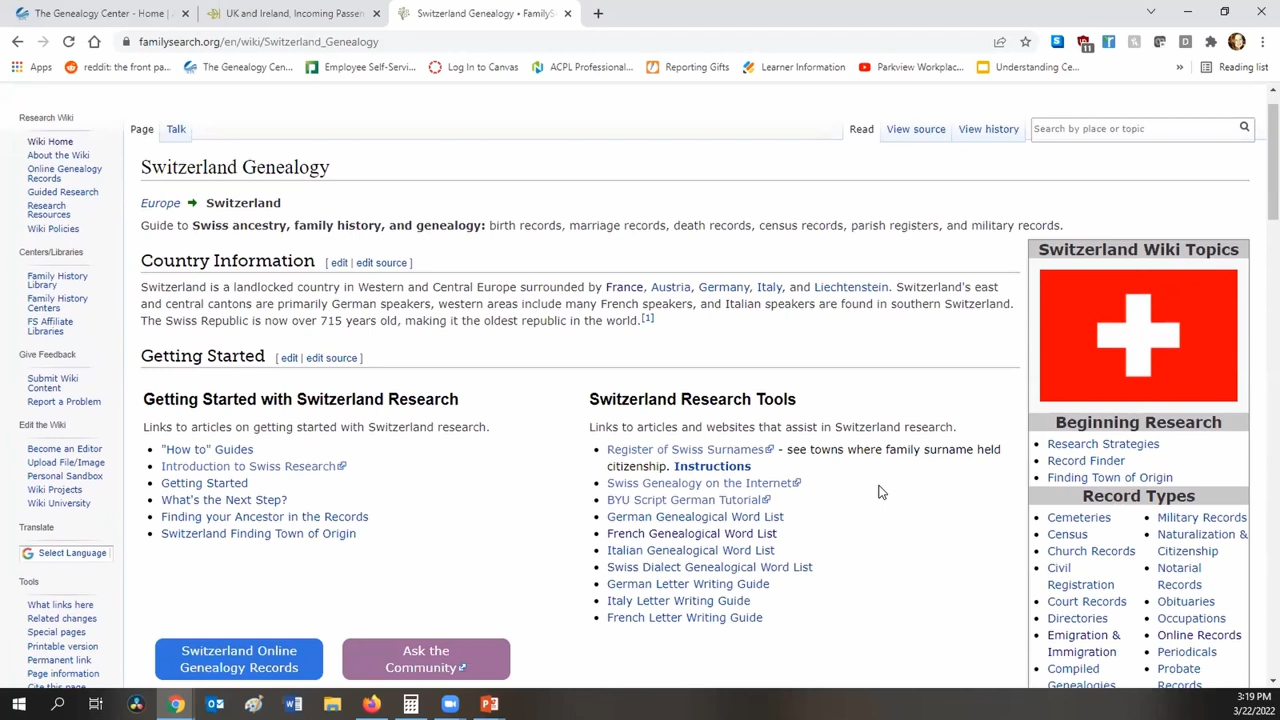 The Genealogy Center - Home |
UK and Ireland, Incoming Passen
Switzerland Genealogy • FamilyS
familysearch.org/en/wiki/Switzerland_Genealogy
11
Apps
reddit: the front pa...
The Genealogy Cen...
Employee Self-Servi...
Log In to Canvas
ACPL Professional...
Reporting Gifts
Learner Information
Parkview Workplac...
Understanding Ce...
»
Reading list
Research Wiki
Wiki Home
About the Wiki
Online Genealogy
Records
Guided Research
Research
Resources
Wiki Policies
Centers/Libraries
Family History
Library
Family History
Centers
FS Affiliate
Libraries
Give Feedback
Submit Wiki
Content
Report a Problem
Edit the Wiki
Become an Editor
Upload File/Image
Personal Sandbox
Wiki Projects
Wiki University
Translate
Select Language
Tools
What links here
Related changes
Special pages
Printable version
Permanent link
Page information
Cite this page
Page Talk
Read View source View history
Search by place or topic
Switzerland Genealogy
Europe Switzerland
Guide to Swiss ancestry, family history, and genealogy: birth records, marriage records, death records, census records, parish registers, and military records.
Country Information [ edit | edit source ]
Switzerland is a landlocked country in Western and Central Europe surrounded by France, Austria, Germany, Italy, and Liechtenstein. Switzerland's east
and central cantons are primarily German speakers, western areas include many French speakers, and Italian speakers are found in southern Switzerland.
The Swiss Republic is now over 715 years old, making it the oldest republic in the world.[1]
Getting Started [ edit | edit source ]
Getting Started with Switzerland Research
Links to articles on getting started with Switzerland research.
• "How to" Guides
• Introduction to Swiss Research
• Getting Started
• What's the Next Step?
• Finding your Ancestor in the Records
• Switzerland Finding Town of Origin
Switzerland Online
Genealogy Records
Ask the
Community
Switzerland Research Tools
Links to articles and websites that assist in Switzerland research.
• Register of Swiss Surnames - see towns where family surname held
citizenship. Instructions
• Swiss Genealogy on the Internet
• BYU Script German Tutorial
• German Genealogical Word List
• French Genealogical Word List
• Italian Genealogical Word List
• Swiss Dialect Genealogical Word List
• German Letter Writing Guide
• Italy Letter Writing Guide
• French Letter Writing Guide
Switzerland Wiki Topics
Beginning Research
• Research Strategies
• Record Finder
• Finding Town of Origin
Record Types
• Cemeteries
• Census
• Church Records
• Civil
Registration
• Court Records
• Directories
• Emigration &
Immigration
• Compiled
Genealogies
• Military Records
• Naturalization &
Citizenship
• Notarial
Records
• Obituaries
• Occupations
• Online Records
• Periodicals
• Probate
Records
3:19 PM
3/22/2022